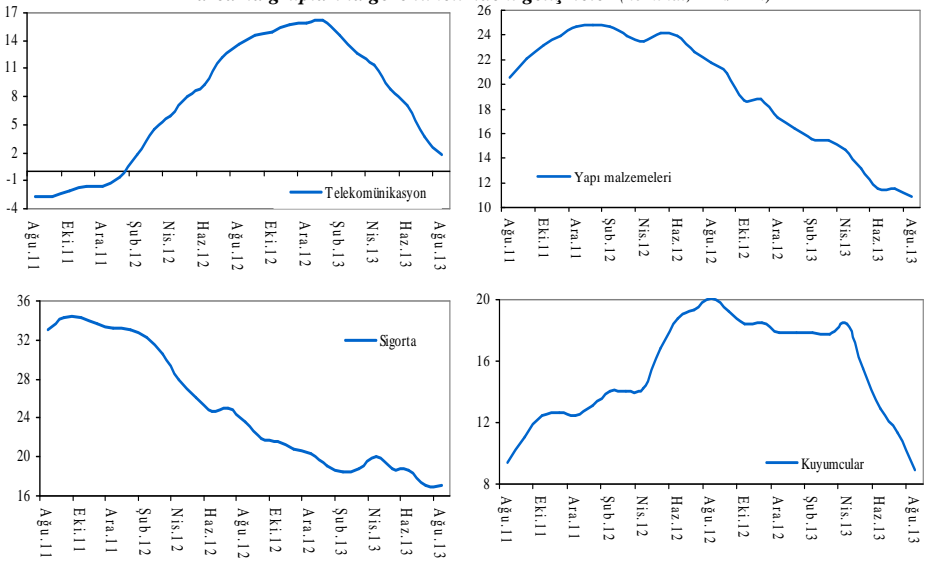 17
14
11
8
5
2
-1
-4
Telekomünikasyon
Ağu.11
Eki.11
Ara.11
Şub.12
Nis.12
Haz.12
Ağu.12
Eki.12
Ara.12
Şub.13
Nis.13
Haz.13
Ağu.13
26
24
22
20
18
16
14
12
10
Yapı malzemeleri
Ağu.11
Eki.11
Ara.11
Şub.12
Nis.12
Haz.12
Ağu.12
Eki.12
Ara.12
Şub.13
Nis.13
Haz.13
Ağu.13
36
32
28
24
20
16
Sigorta
Ağu.11
Eki.11
Ara.11
Şub.12
Nis.12
Haz.12
Ağu.12
Eki.12
Ara.12
Şub.13
Nis.13
Haz.13
Ağu.13
20
16
12
8
Kuyumcular
Ağu.11
Eki.11
Ara.11
Şub.12
Nis.12
Haz.12
Ağu.12
Eki.12
Ara.12
Şub.13
Nis.13
Haz.13
Ağu.13